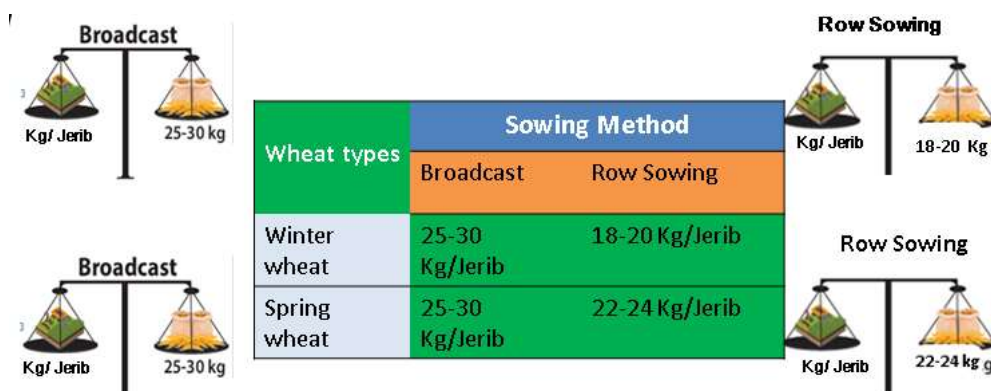 Broadcast
Kg/ Jerib
25-30 kg
Row Sowing
Kg/ Jerib
18-20 Kg
Wheat types
Sowing Method
Broadcast
Row Sowing
Winter
wheat
25-30
Kg/Jerib
18-20 Kg/Jerib
Spring
wheat
25-30
Kg/Jerib
22-24 Kg/Jerib
Broadcast
Kg/ Jerib
25-30 kg
Row Sowing
Kg/ Jerib
22-24 kg g